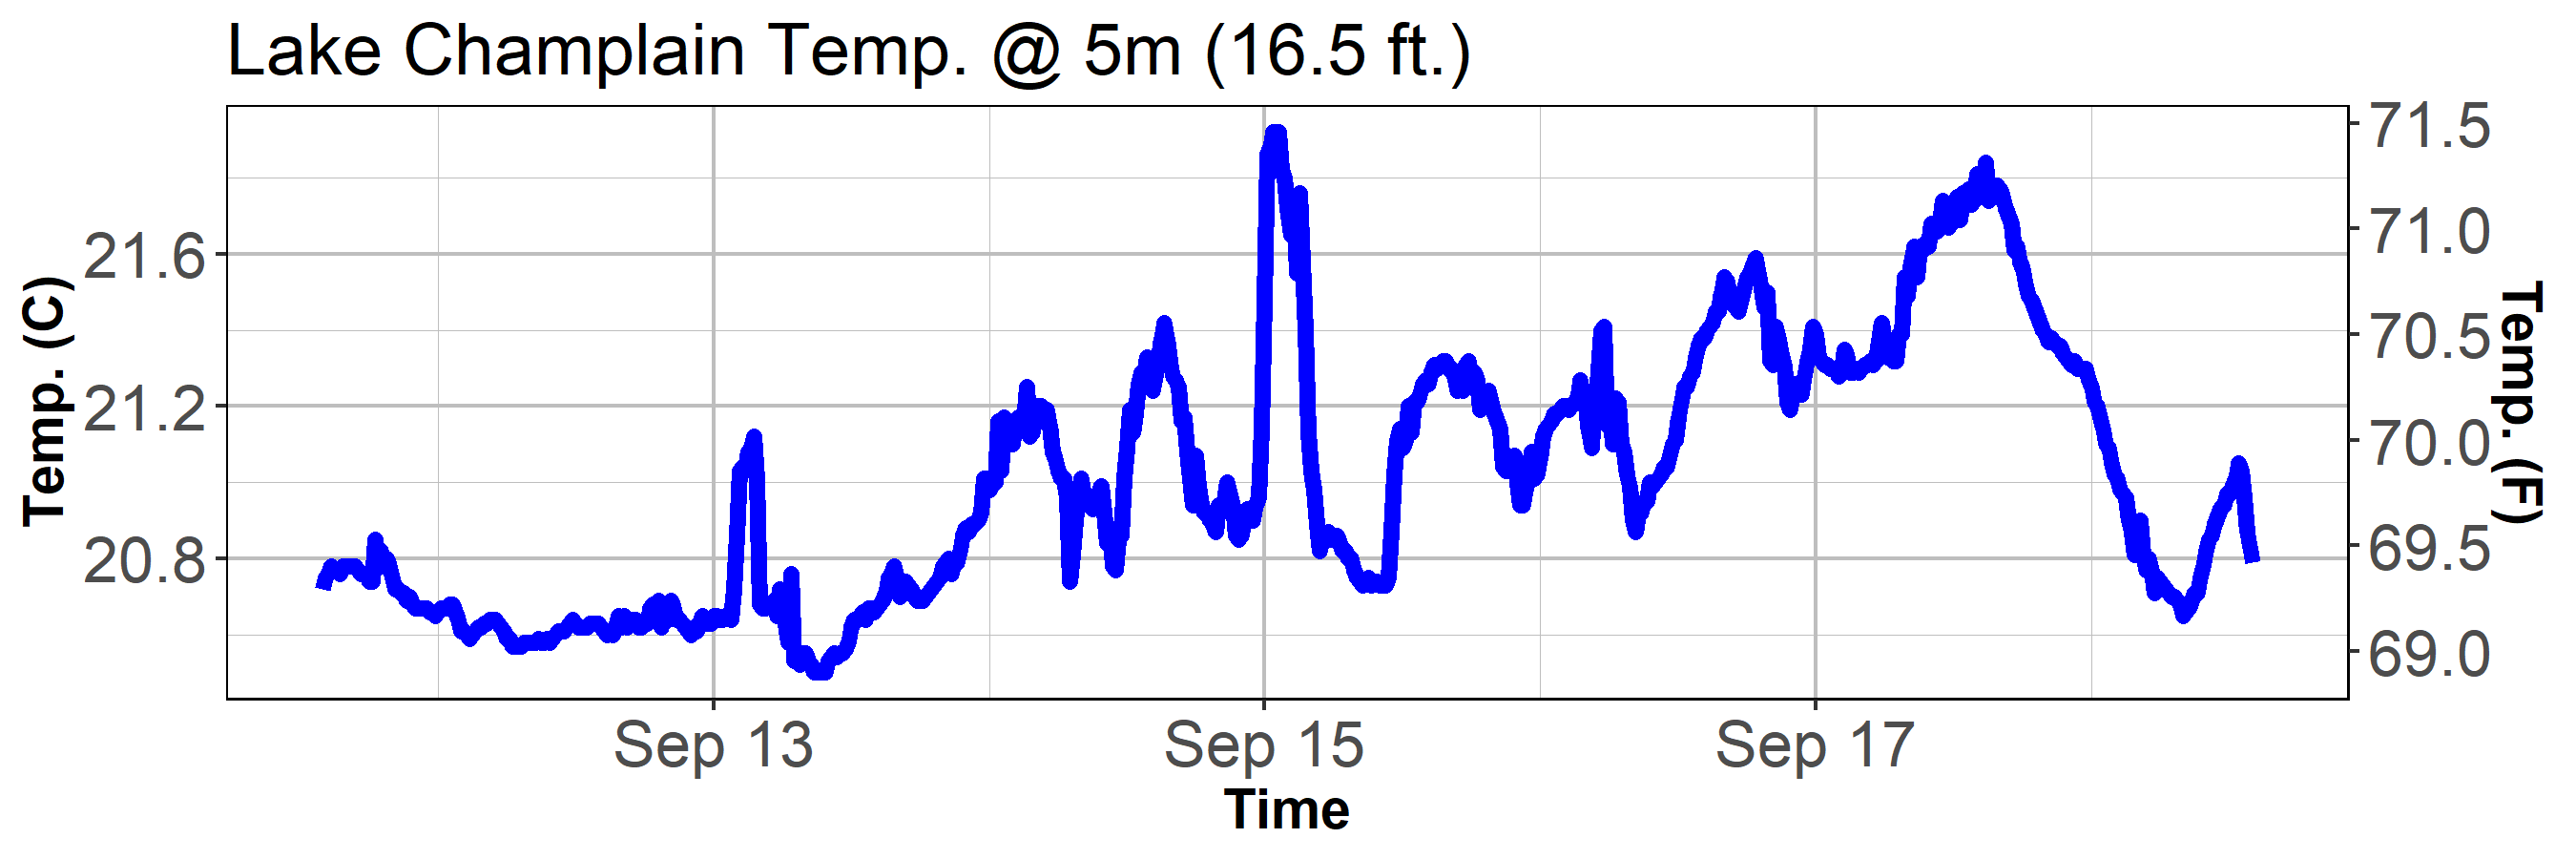 Lake Champlain Temp. @ 5m (16.5 ft.)
Temp. (C)
21.6
21.2
20.8
71.5
71.0
70.5
70.0
69.5
69.0
Temp. (F)
Sep 13 Sep 15 Sep 17
Time